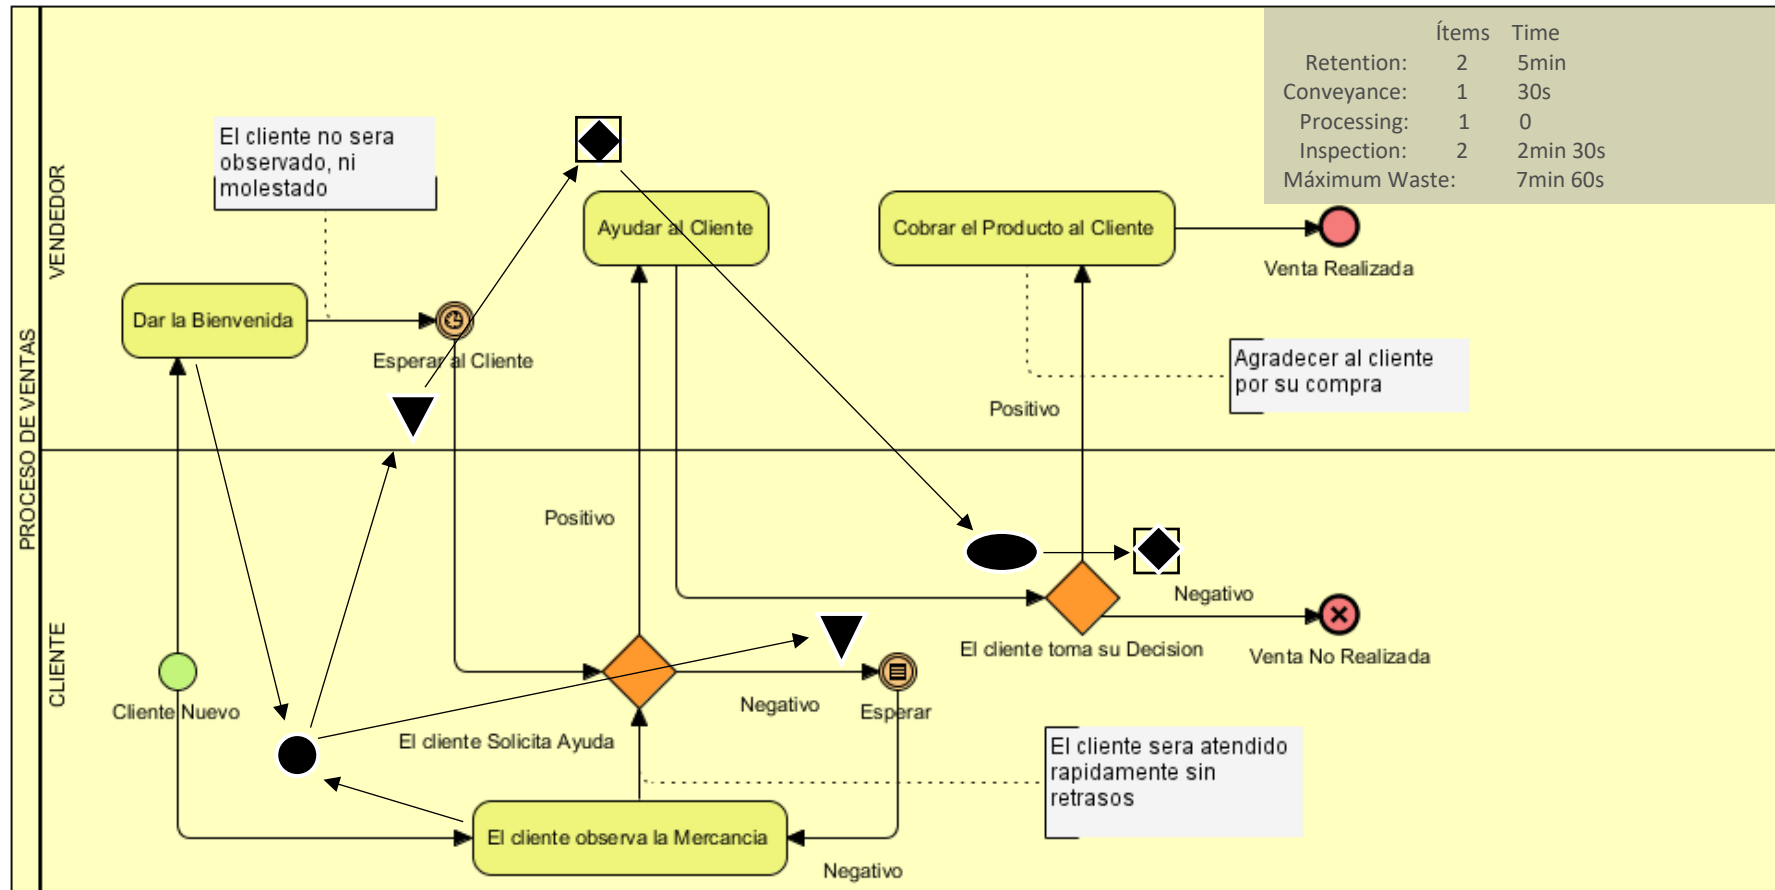 PROCESO DE VENTAS
VENDEDOR
CLIENTE
Ítems Time
Retention: 2 5min
Conveyance: 1 30s
Processing: 1 0
Inspection: 2 2min 30s
Máximum Waste: 7min 60s
El cliente no sera
observado, ni
molestado
Ayudar al Cliente
Cobrar el Producto al Cliente
Venta Realizada
Dar la Bienvenida
Esperar al Cliente
Agradecer al cliente
por su compra
Positivo
Positivo
Negativo
El cliente toma su Decision
Venta No Realizada
Cliente Nuevo
Negativo
Esperar
El cliente Solicita Ayuda
El cliente sera atendido
rapidamente sin
retrasos
El cliente observa la Mercancia
Negativo